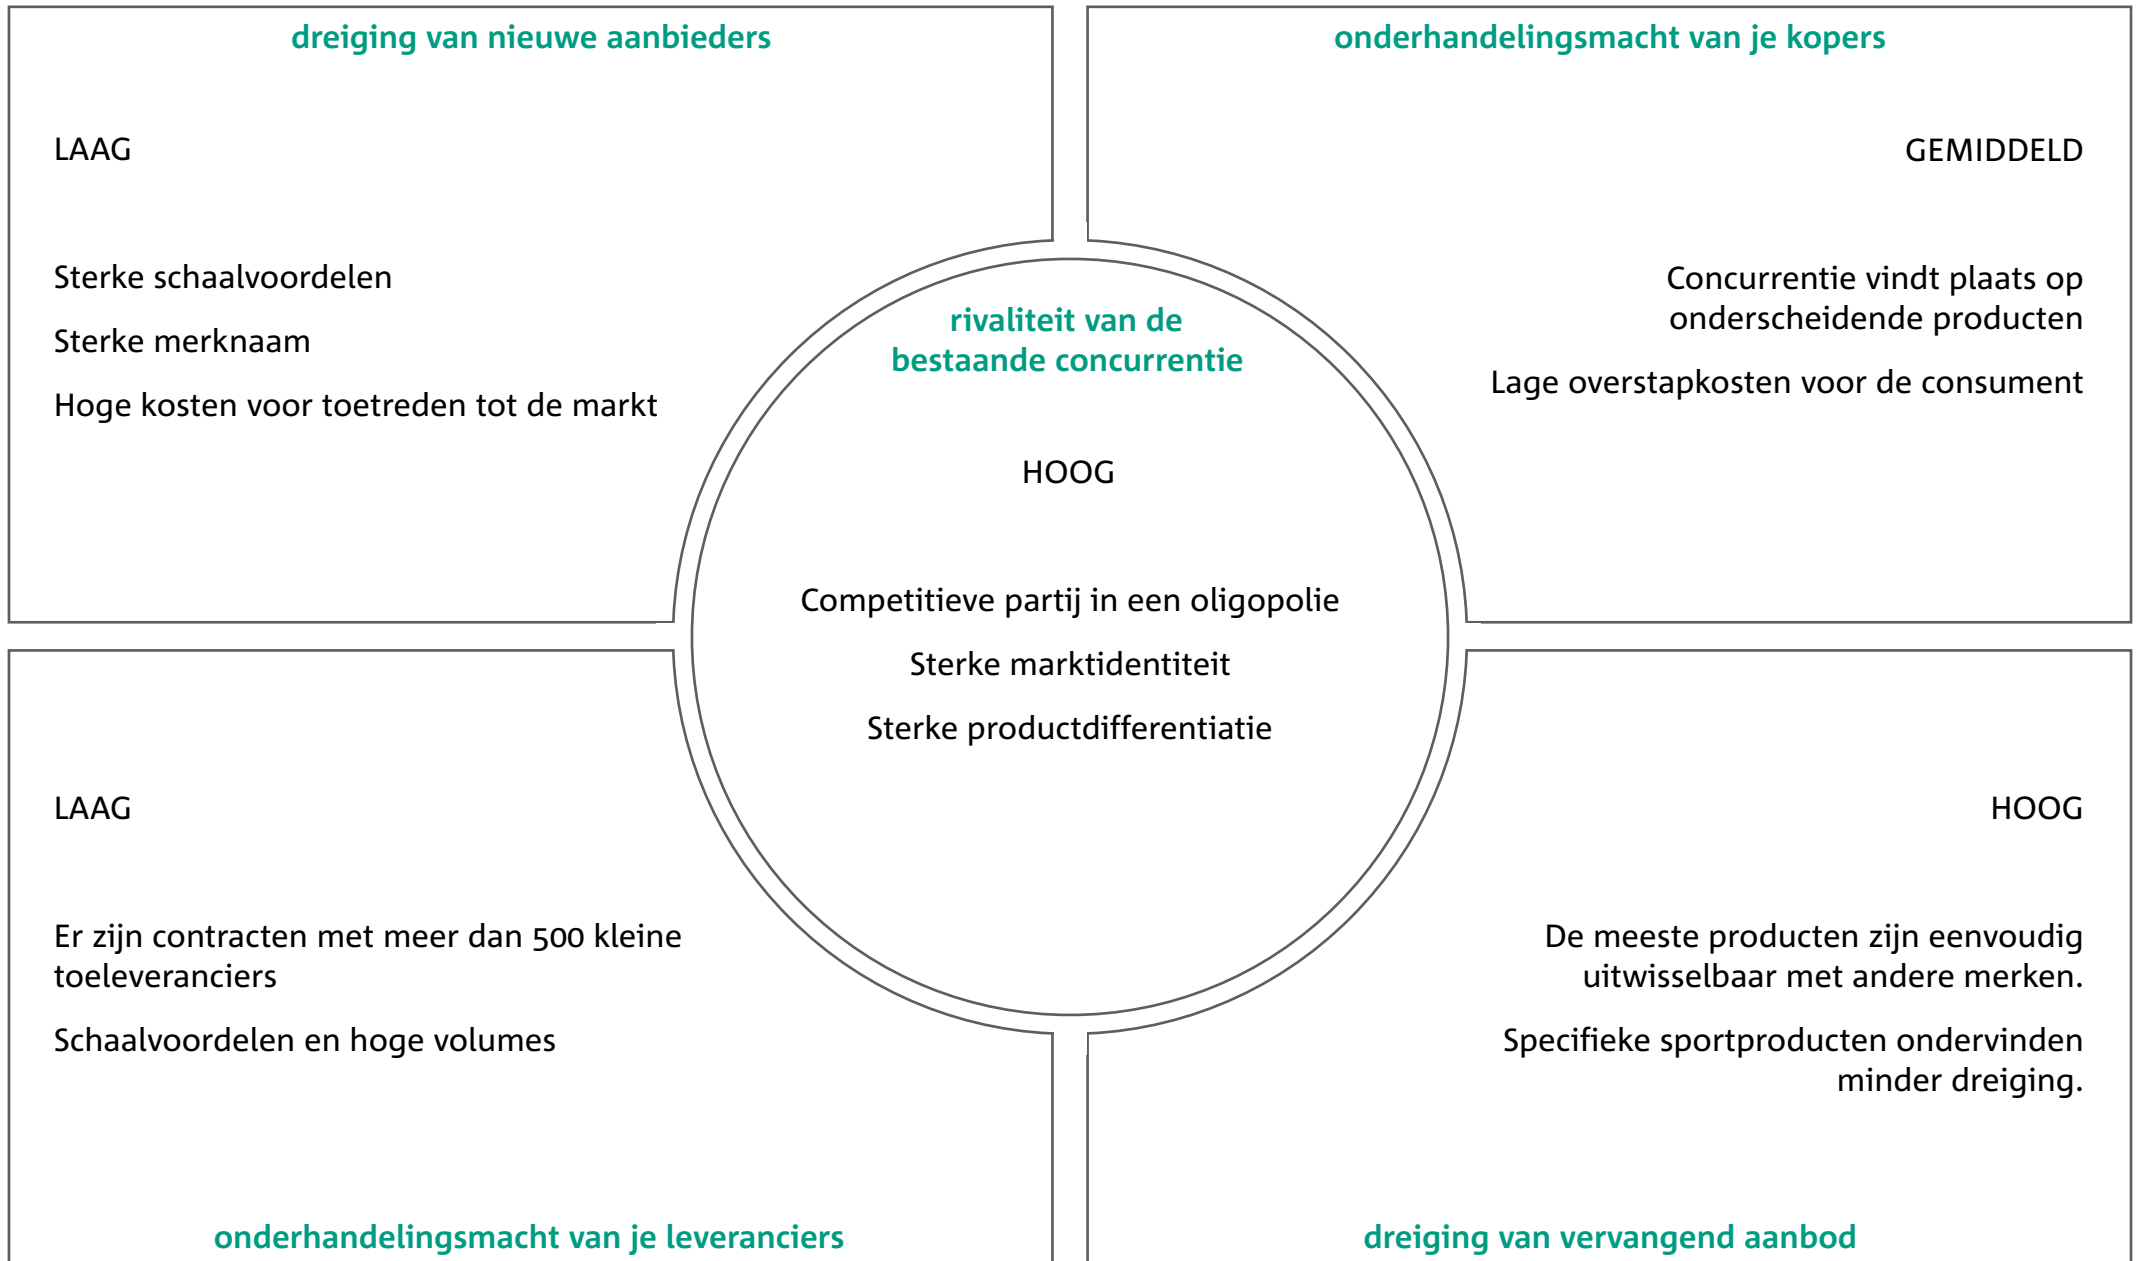 dreiging van nieuwe aanbieders
LAAG
Sterke schaalvoordelen
Sterke merknaam
Hoge kosten voor toetreden tot de markt
onderhandelingsmacht van je kopers
GEMIDDELD
Concurrentie vindt plaats op
onderscheidende producten
Lage overstapkosten voor de consument
rivaliteit van de
bestaande concurrentie
HOOG
Competitieve partij in een oligopolie
Sterke marktidentiteit
Sterke productdifferentiatie
LAAG
Er zijn contracten met meer dan 500 kleine
toeleveranciers
Schaalvoordelen en hoge volumes
onderhandelingsmacht van je leveranciers
HOOG
De meeste producten zijn eenvoudig
uitwisselbaar met andere merken.
Specifieke sportproducten ondervinden
minder dreiging.
dreiging van vervangend aanbod